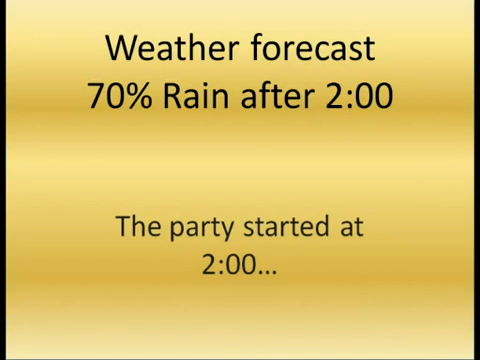 Weather forecast
70% Rain after 2:00
The party started at
2:00...